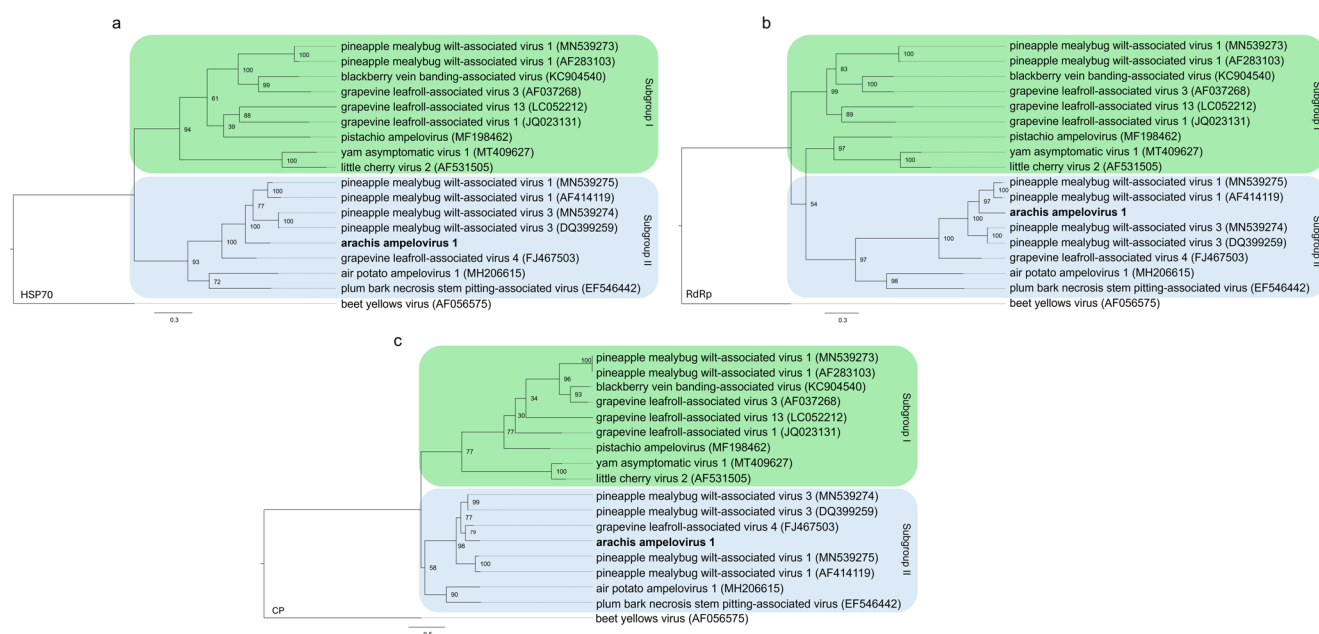 a
pineapple mealybug wilt-associated virus 1 (MN539273)
100
pineapple mealybug wilt-associated virus 1 (AF283103)
100
blackberry vein banding-associated virus (KC904540)
99
grapevine leafroll-associated virus 3 (AF037268)
61
grapevine leafroll-associated virus 13 (LC052212)
88
grapevine leafroll-associated virus 1 (JQ023131)
39
94
pistachio ampelovirus (MF198462)
yam asymptomatic virus 1 (MT409627)
100
little cherry virus 2 (AF531505)
Subgroup I
pineapple mealybug wilt-associated virus 1 (MN539275)
100
pineapple mealybug wilt-associated virus 1 (AF414119)
77
pineapple mealybug wilt-associated virus 3 (MN539274)
100
pineapple mealybug wilt-associated virus 3 (DQ399259)
100
arachis ampelovirus 1
100
grapevine leafroll-associated virus 4 (FJ467503)
93
air potato ampelovirus 1 (MH206615)
72
plum bark necrosis stem pitting-associated virus (EF546442)
Subgroup II
HSP70
beet yellows virus (AF056575)
0.3
b
pineapple mealybug wilt-associated virus 1 (MN539273)
100
pineapple mealybug wilt-associated virus 1 (AF283103)
83
blackberry vein banding-associated virus (KC904540)
100
grapevine leafroll-associated virus 3 (AF037268)
99
grapevine leafroll-associated virus 13 (LC052212)
89
grapevine leafroll-associated virus 1 (JQ023131)
pistachio ampelovirus (MF198462)
97
yam asymptomatic virus 1 (MT409627)
100
little cherry virus 2 (AF531505)
Subgroup I
pineapple mealybug wilt-associated virus 1 (MN539275)
100
pineapple mealybug wilt-associated virus 1 (AF414119)
97
54
arachis ampelovirus 1
100
pineapple mealybug wilt-associated virus 3 (MN539274)
100
pineapple mealybug wilt-associated virus 3 (DQ399259)
100
grapevine leafroll-associated virus 4 (FJ467503)
97
air potato ampelovirus 1 (MH206615)
98
plum bark necrosis stem pitting-associated virus (EF546442)
Subgroup II
RdRp
beet yellows virus (AF056575)
0.3
c
pineapple mealybug wilt-associated virus 1 (MN539273)
100
pineapple mealybug wilt-associated virus 1 (AF283103)
96
blackberry vein banding-associated virus (KC904540)
93
grapevine leafroll-associated virus 3 (AF037268)
34
grapevine leafroll-associated virus 13 (LC052212)
30
grapevine leafroll-associated virus 1 (JQ023131)
77
77
pistachio ampelovirus (MF198462)
yam asymptomatic virus 1 (MT409627)
100
little cherry virus 2 (AF531505)
Subgroup I
pineapple mealybug wilt-associated virus 3 (MN539274)
99
pineapple mealybug wilt-associated virus 3 (DQ399259)
77
grapevine leafroll-associated virus 4 (FJ467503)
79
arachis ampelovirus 1
98
pineapple mealybug wilt-associated virus 1 (MN539275)
100
58
pineapple mealybug wilt-associated virus 1 (AF414119)
air potato ampelovirus 1 (MH206615)
90
plum bark necrosis stem pitting-associated virus (EF546442)
Subgroup II
CP
beet yellows virus (AF056575)